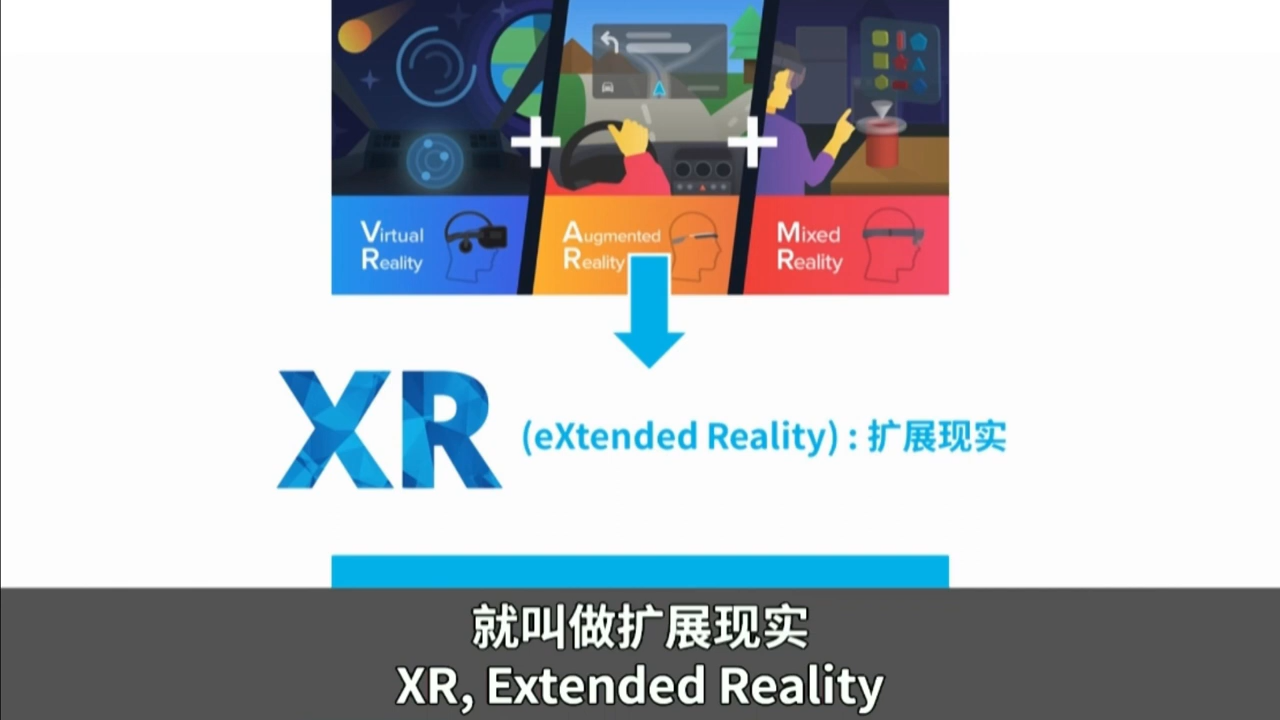 Virtual
Reality
Augmented
Reality
Mixed
Reality
XR
(eXtended Reality) : 扩展现实
就叫做扩展现实
XR, Extended Reality